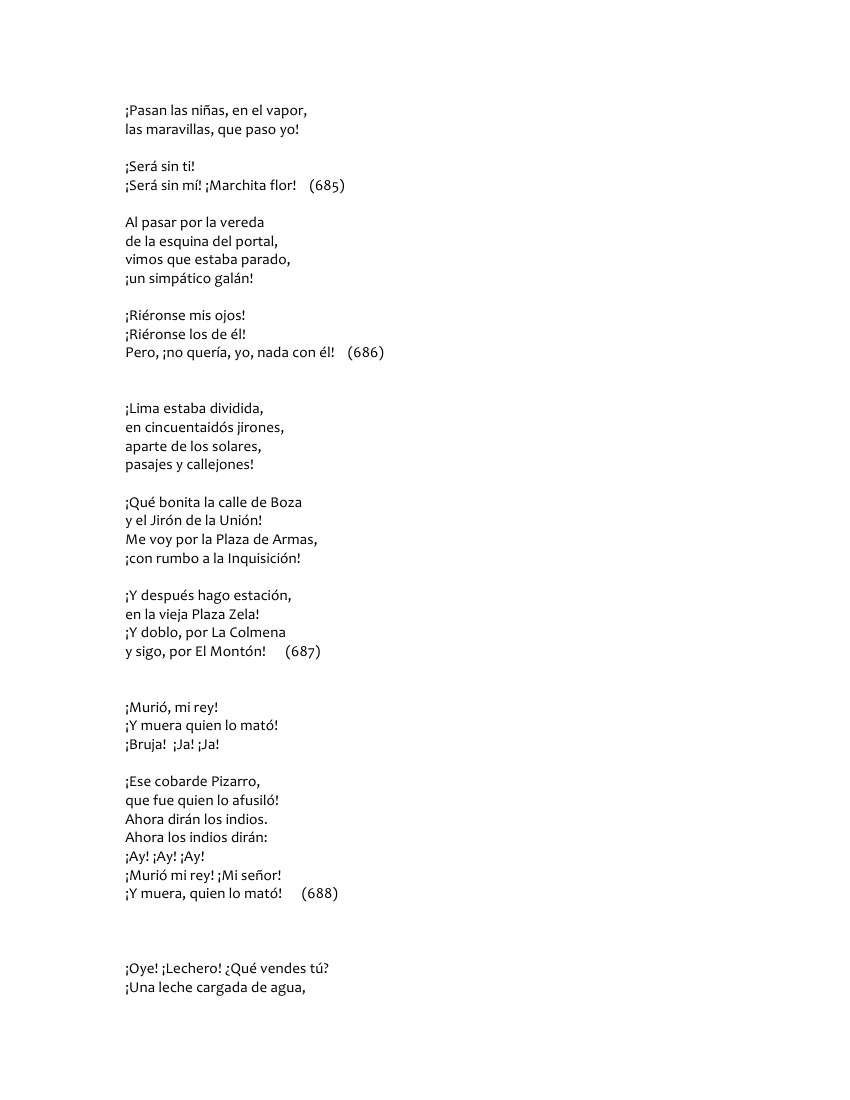 ¡Pasan las niñas, en el vapor,
las maravillas, que paso yo!
¡Será sin ti!
¡Será sin mí! ¡Marchita flor! (685)
Al pasar por la vereda
de la esquina del portal,
vimos que estaba parado,
¡un simpático galán!
¡Riéronse mis ojos!
¡Riéronse los de él!
Pero, ¡no quería, yo, nada con él! (686)
¡Lima estaba dividida,
en cincuentaidós jirones,
aparte de los solares,
pasajes y callejones!
¡Qué bonita la calle de Boza
y el Jirón de la Unión!
Me voy por la Plaza de Armas,
¡con rumbo a la Inquisición!
¡Y después hago estación,
en la vieja Plaza Zela!
¡Y doblo, por La Colmena
y sigo, por El Montón! (687)
¡Murió, mi rey!
¡Y muera quien lo mató!
¡Bruja! ¡Ja! ¡Ja!
¡Ese cobarde Pizarro,
que fue quien lo afusiló!
Ahora dirán los indios.
Ahora los indios dirán:
¡Ay! ¡Ay! ¡Ay!
¡Murió mi rey! ¡Mi señor!
¡Y muera, quien lo mató! (688)
¡Oye! ¡Lechero! ¿Qué vendes tú?
¡Una leche cargada de agua,